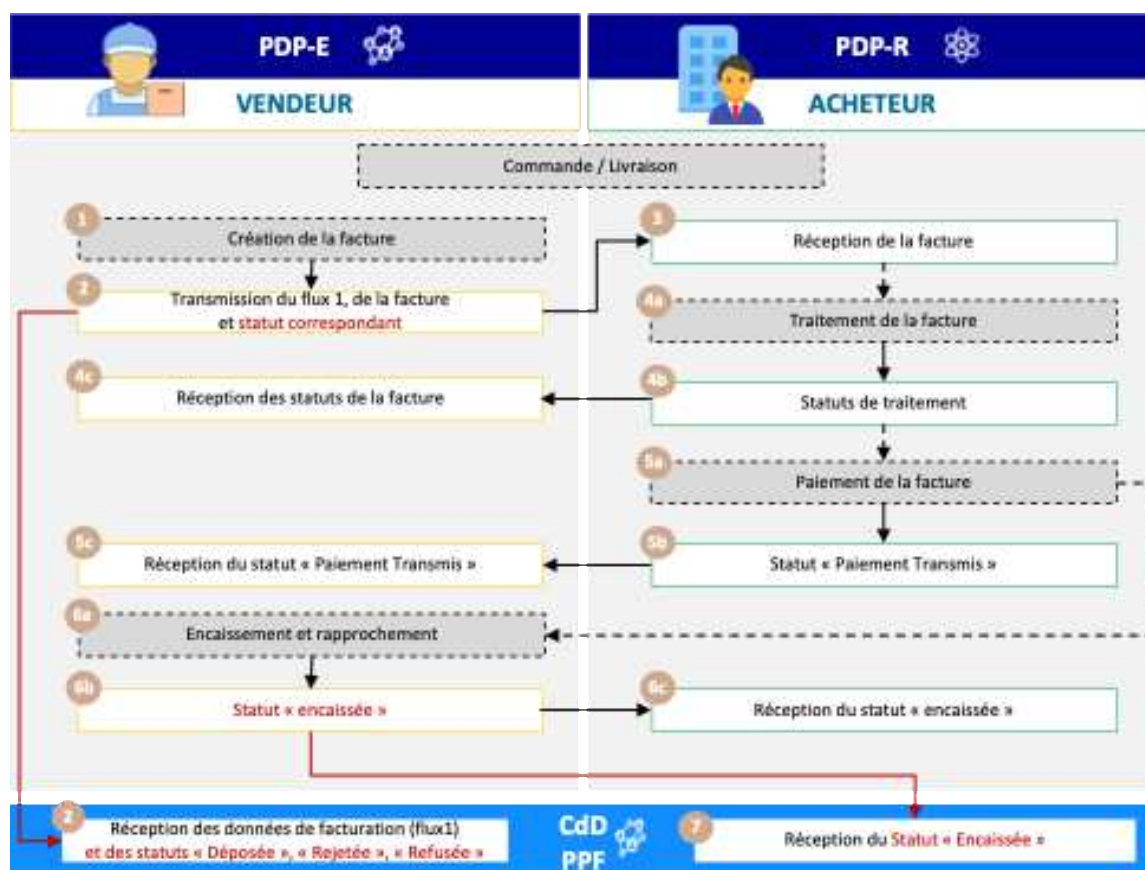 PDP-E
PDP-R
VENDEUR
ACHETEUR
Commande / Livraison
1
Création de la facture
3
Réception de la facture
2
Transmission du flux 1, de la facture
et statut correspondant
4a
Traitement de la facture
4c
Réception des statuts de la facture
4b
Statuts de traitement
5a
Paiement de la facture
5c
Réception du statut « Paiement Transmis »
5b
Statut « Paiement Transmis »
6a
Encaissement et rapprochement
6b
Statut « encaissée »
6c
Réception du statut « encaissée »
2
Réception des données de facturation (flux1)
et des statuts « Déposée », « Rejetée », « Refusée »
CdD
PPF
7
Réception du Statut « Encaissée »